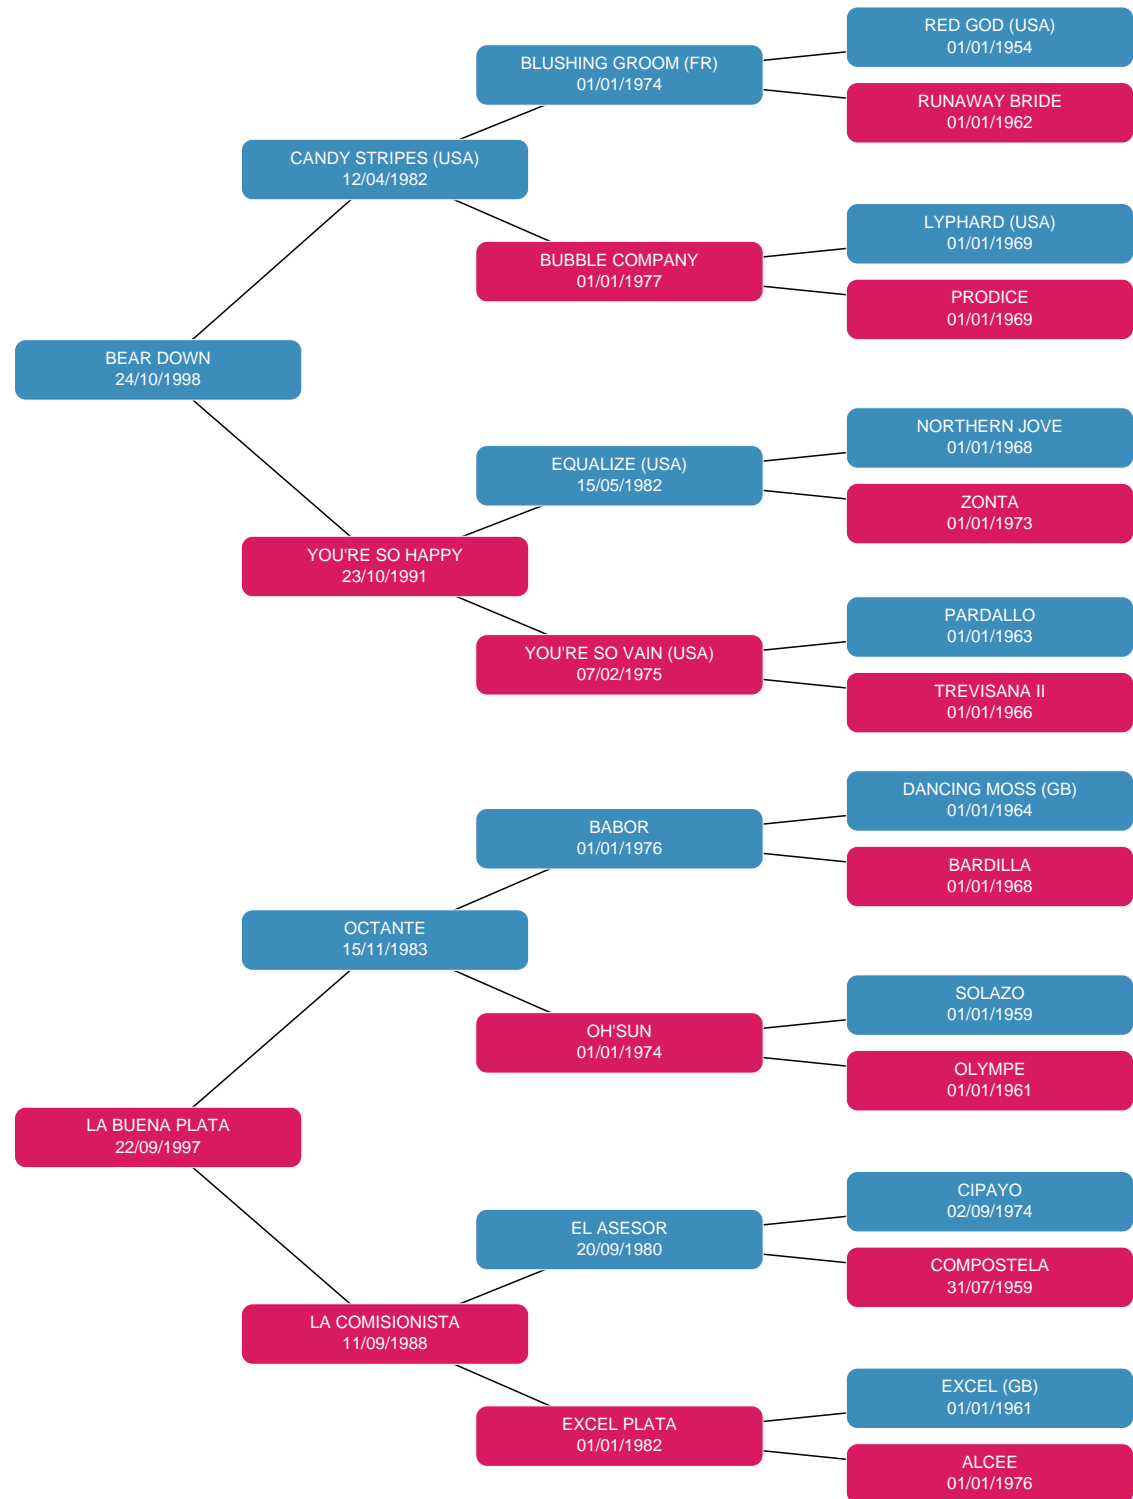 RED GOD (USA)
01/01/1954
BLUSHING GROOM (FR)
01/01/1974
RUNAWAY BRIDE
01/01/1962
CANDY STRIPES (USA)
12/04/1982
LYPHARD (USA)
01/01/1969
BUBBLE COMPANY
01/01/1977
PRODICE
01/01/1969
BEAR DOWN
24/10/1998
NORTHERN JOVE
01/01/1968
EQUALIZE (USA)
15/05/1982
ZONTA
01/01/1973
YOU'RE SO HAPPY
23/10/1991
PARDALLO
01/01/1963
YOU'RE SO VAIN (USA)
07/02/1975
TREVISANA II
01/01/1966
DANCING MOSS (GB)
01/01/1964
BABOR
01/01/1976
BARDILLA
01/01/1968
OCTANTE
15/11/1983
SOLAZO
01/01/1959
OH'SUN
01/01/1974
OLYMPE
01/01/1961
LA BUENA PLATA
22/09/1997
CIPAYO
02/09/1974
EL ASESOR
20/09/1980
COMPOSTELA
31/07/1959
LA COMISIONISTA
11/09/1988
EXCEL (GB)
01/01/1961
EXCEL PLATA
01/01/1982
ALCEE
01/01/1976